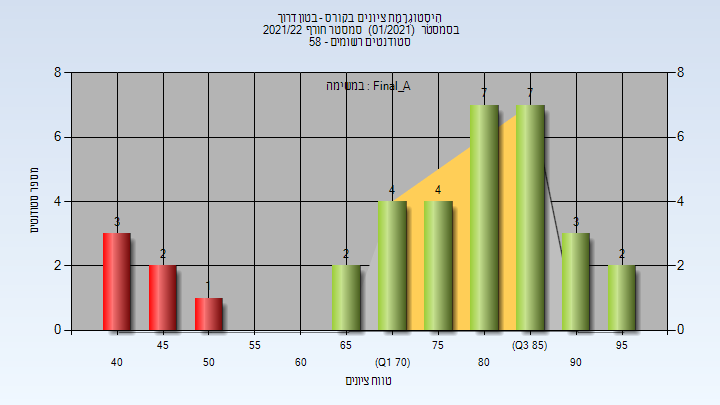 היסטוגרמת ציונים בקורס - בטון דרוך
בסמסטר (01/2021) סמסטר חורף 2021/22
סטודנטים רשומים - 58
במשימה : Final_A
מספר סטודנטים
8 8
6 6
4 4
2 2
0 0
3 2 1 2 4 4 7 7 3 2
45 55 65 75 (Q3 85) 95
40 50 60 (Q1 70) 80 90
טווח ציונים